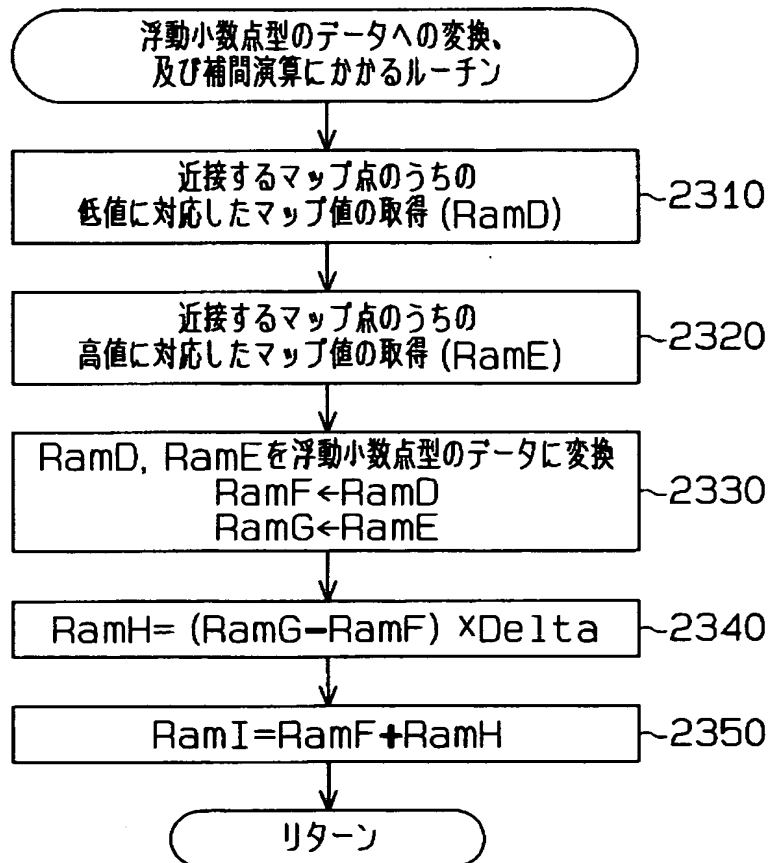 浮動小数点型のデータへの変換、
及び補間演算にかかるルーチン
近接するマップ点のうちの
低値に対応したマップ値の取得(RamD)
2310
近接するマップ点のうちの
高値に対応したマップ値の取得(RamE)
2320
RamD, RamEを浮動小数点型のデータに変換
RamF←RamD
RamG←RamE
2330
RamH=(RamG-RamF)×Delta
2340
RamI=RamF+RamH
2350
リターン